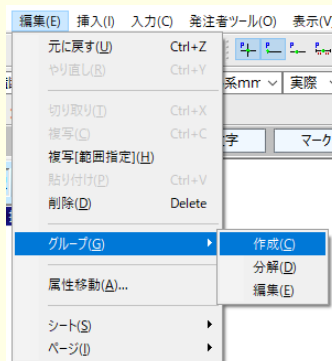 編集(E) 挿入(I) 入力(C) 発注者ツール(O) 表示(V
元に戻す(U) Ctrl+Z
やり直し(R) Ctrl+Y
系mm 実際
切り取り(T) Ctrl+X
複写(C) Ctrl+C
字 マーク
複写[範囲指定](H)
貼り付け(P) Ctrl+V
削除(D) Delete
グループ(G) 作成(C)
分解(D)
属性移動(A)...
編集(E)
シート(S)
ページ(J)